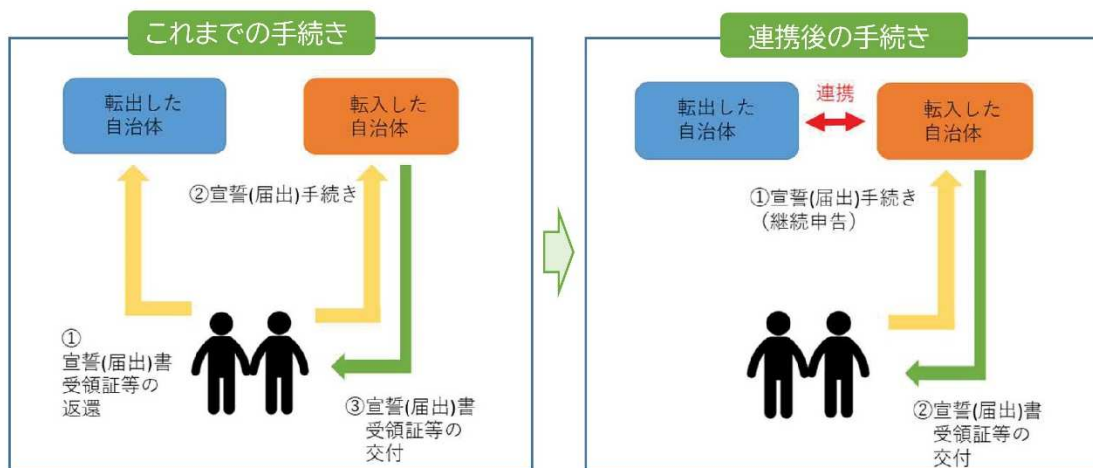 これまでの手続き
転出した
自治体
転入した
自治体
②宣誓(届出)手続き
①
宣誓(届出)書
受領証等の
返還
③宣誓(届出)書
受領証等の
交付
連携後の手続き
転出した
自治体
連携
転入した
自治体
①宣誓(届出)手続き
（継続申告）
②宣誓(届出)書
受領証等の
交付